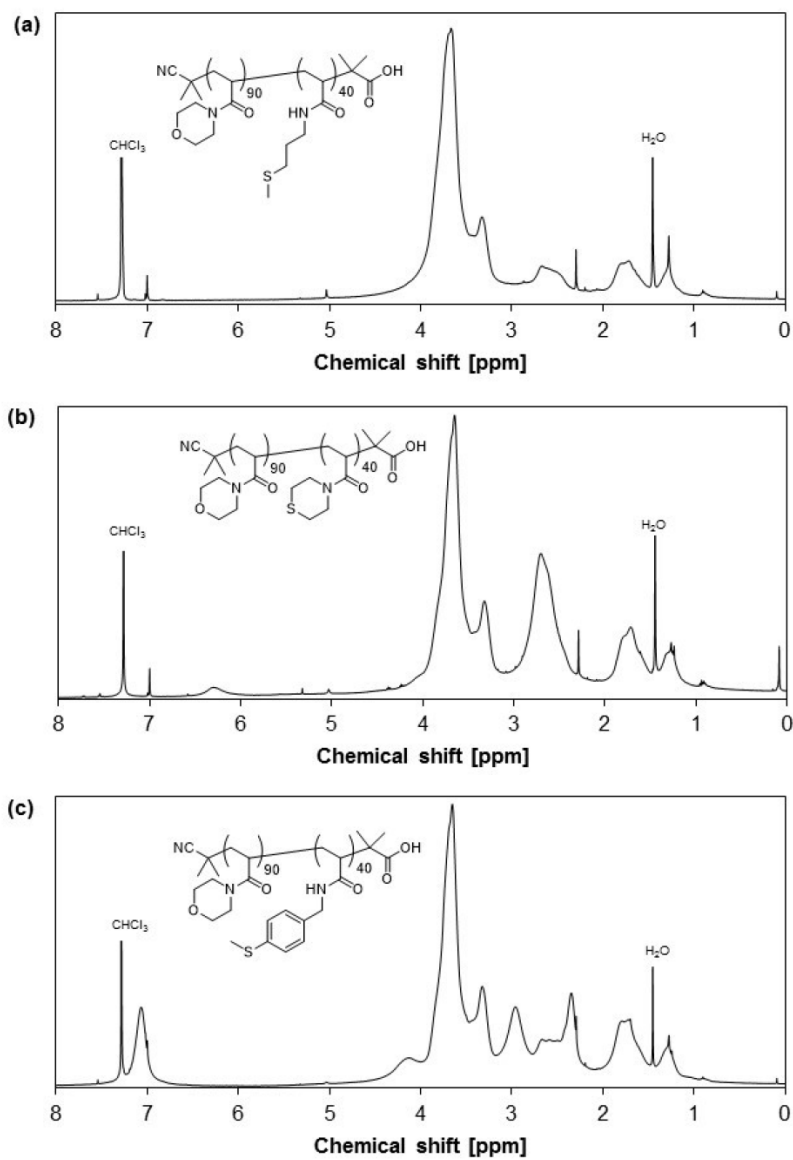 (a)
NC
90
40
OH
N
O
HN
O
O
O
S
CHCl₃
H₂O
8 7 6 5 4 3 2 1 0
Chemical shift [ppm]
(b)
NC
90
40
OH
N
O
N
O
O
O
S
CHCl₃
H₂O
8 7 6 5 4 3 2 1 0
Chemical shift [ppm]
(c)
NC
90
40
OH
N
O
HN
O
O
O
S
CHCl₃
H₂O
8 7 6 5 4 3 2 1 0
Chemical shift [ppm]